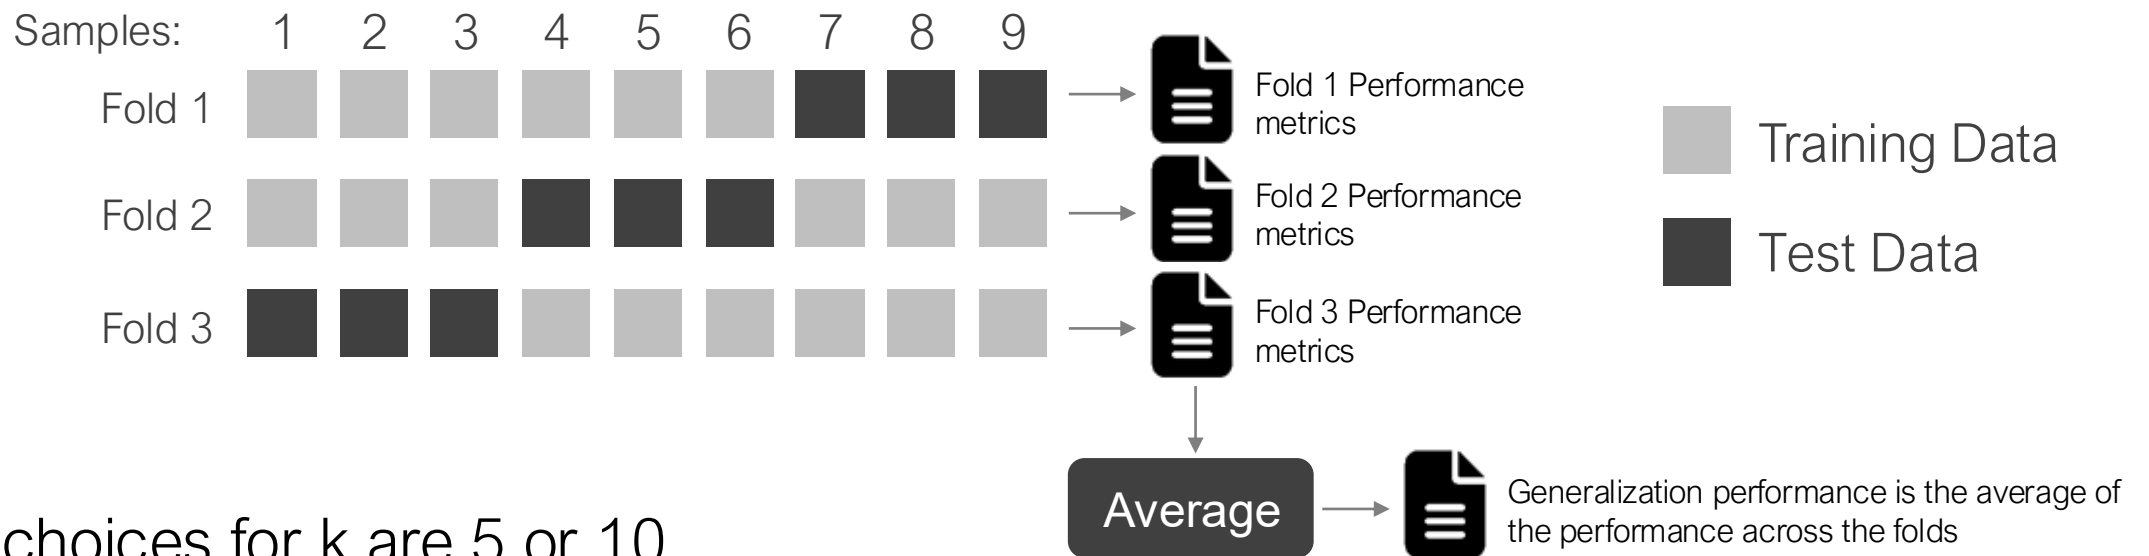 Samples: 1 2 3 4 5 6 7 8 9
Fold 1
Fold 1 Performance
metrics
Fold 2
Fold 2 Performance
metrics
Fold 3
Fold 3 Performance
metrics
Training Data
Test Data
Average
Generalization performance is the average of
the performance across the folds
choices for k are 5 or 10